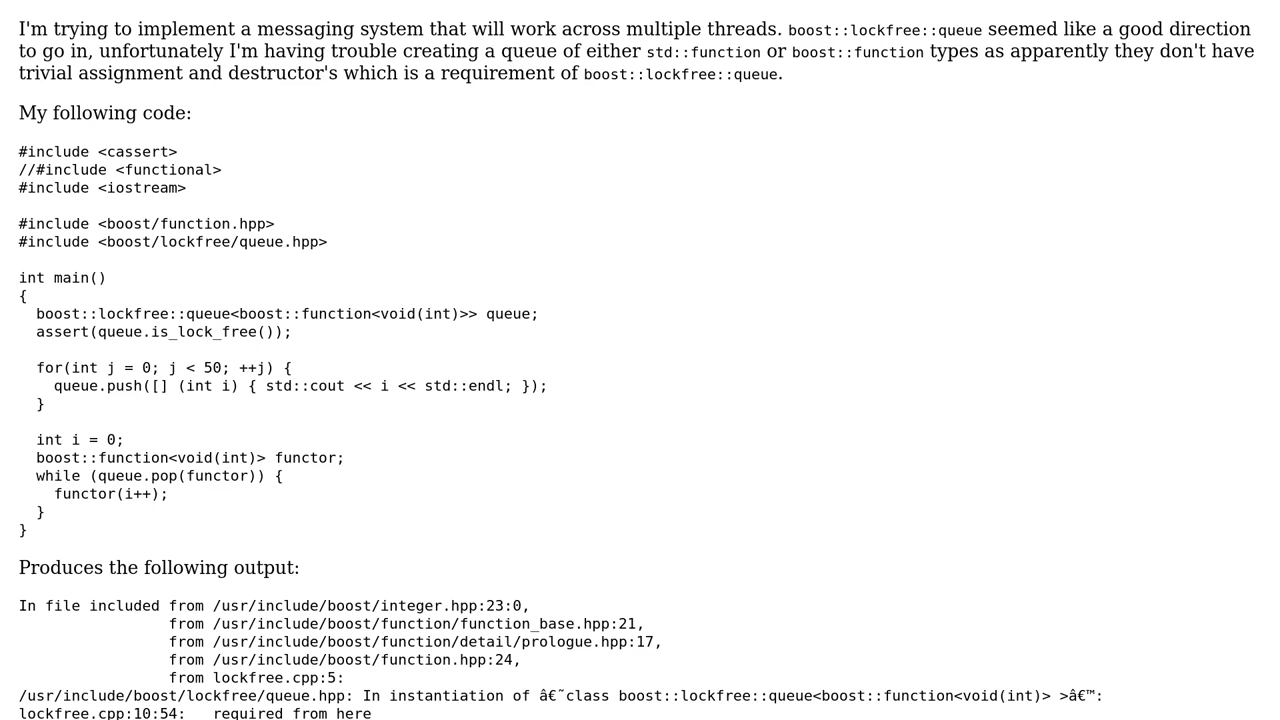 I'm trying to implement a messaging system that will work across multiple threads. boost::lockfree::queue seemed like a good direction
to go in, unfortunately I'm having trouble creating a queue of either std::function or boost::function types as apparently they don't have
trivial assignment and destructor's which is a requirement of boost::lockfree::queue.
My following code:
#include <cassert>
//#include <functional>
#include <iostream>
#include <boost/function.hpp>
#include <boost/lockfree/queue.hpp>
int main()
{
  boost::lockfree::queue<boost::function<void(int)>> queue;
  assert(queue.is_lock_free());
  for(int j = 0; j < 50; ++j) {
    queue.push([] (int i) { std::cout << i << std::endl; });
  }
  int i = 0;
  boost::function<void(int)> functor;
  while (queue.pop(functor)) {
    functor(i++);
  }
}
Produces the following output:
In file included from /usr/include/boost/integer.hpp:23:0,
                 from /usr/include/boost/function/function_base.hpp:21,
                 from /usr/include/boost/function/detail/prologue.hpp:17,
                 from /usr/include/boost/function.hpp:24,
                 from lockfree.cpp:5:
/usr/include/boost/lockfree/queue.hpp: In instantiation of â€˜class boost::lockfree::queue<boost::function<void(int)> >â€™:
lockfree.cpp:10:54:   required from here